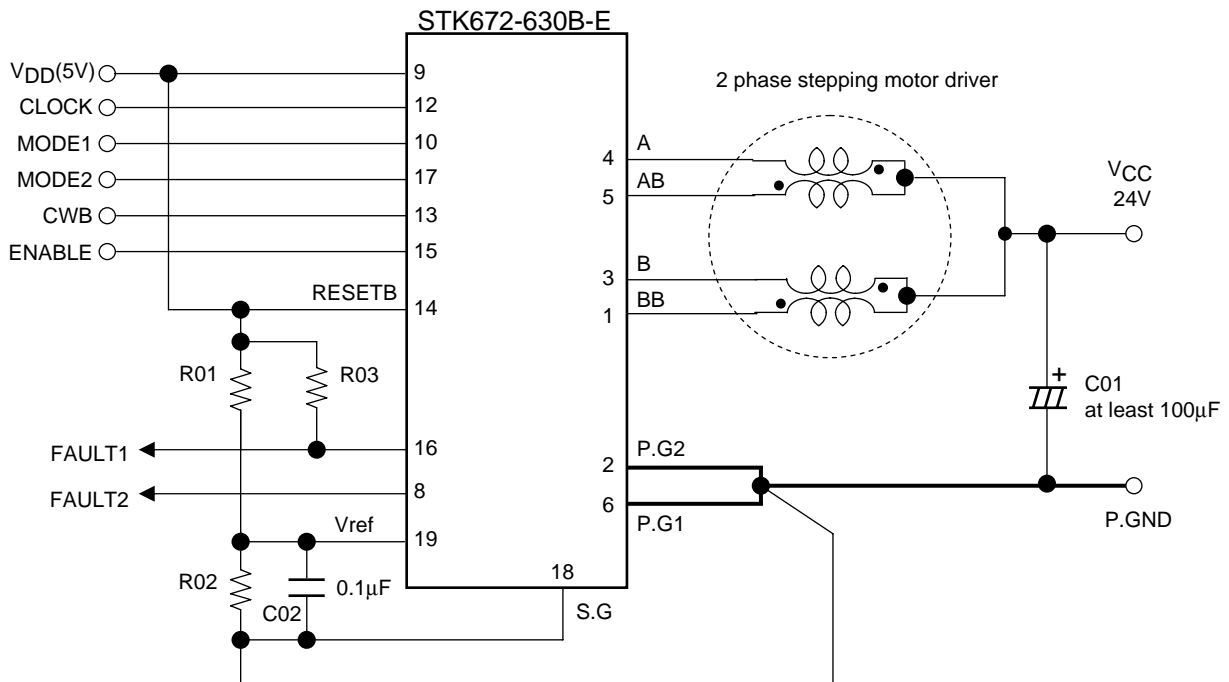 STK672-630B-E
VDD(5V)
9
2 phase stepping motor driver
CLOCK
12
MODE1
10
4
A
MODE2
17
5
AB
VCC
24V
CWB
13
ENABLE
15
3
B
RESETB
14
1
BB
R01
R03
+
C01
at least 100μF
FAULT1
16
2
P.G2
FAULT2
8
6
P.G1
P.GND
Vref
19
R02
C02
0.1μF
18
S.G